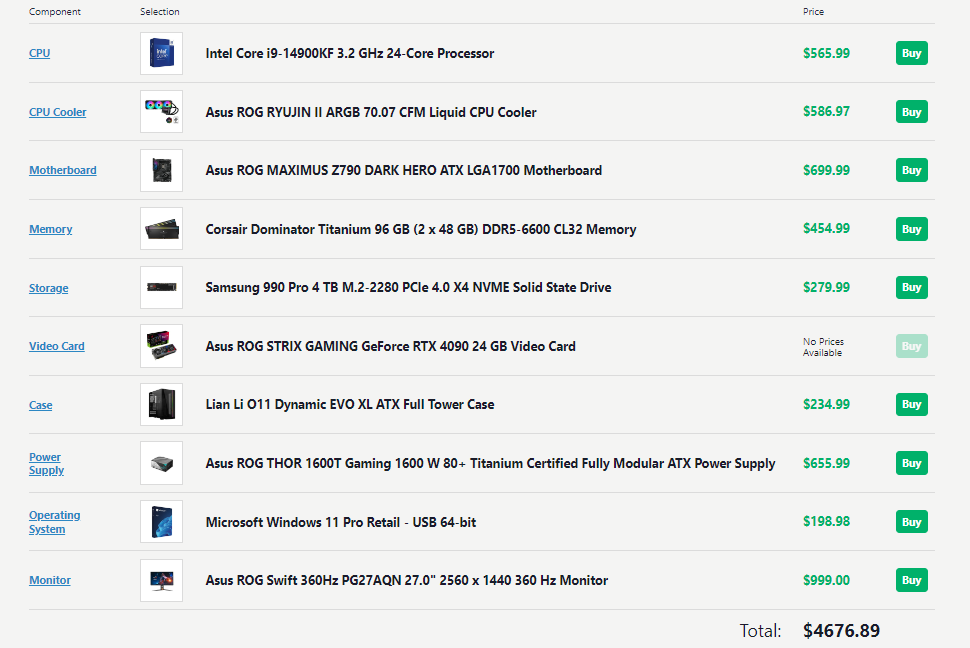 Component Selection Price
CPU Intel Core i9-14900KF 3.2 GHz 24-Core Processor $565.99 Buy
CPU Cooler Asus ROG RYUJIN II ARGB 70.07 CFM Liquid CPU Cooler $586.97 Buy
Motherboard Asus ROG MAXIMUS Z790 DARK HERO ATX LGA1700 Motherboard $699.99 Buy
Memory Corsair Dominator Titanium 96 GB (2 x 48 GB) DDR5-6600 CL32 Memory $454.99 Buy
Storage Samsung 990 Pro 4 TB M.2-2280 PCIe 4.0 X4 NVME Solid State Drive $279.99 Buy
Video Card Asus ROG STRIX GAMING GeForce RTX 4090 24 GB Video Card No Prices Buy
Available
Case Lian Li O11 Dynamic EVO XL ATX Full Tower Case $234.99 Buy
Power
Supply Asus ROG THOR 1600T Gaming 1600 W 80+ Titanium Certified Fully Modular ATX Power Supply $655.99 Buy
Operating
System Microsoft Windows 11 Pro Retail - USB 64-bit $198.98 Buy
Monitor Asus ROG Swift 360Hz PG27AQN 27.0" 2560 x 1440 360 Hz Monitor $999.00 Buy
Total: $4676.89